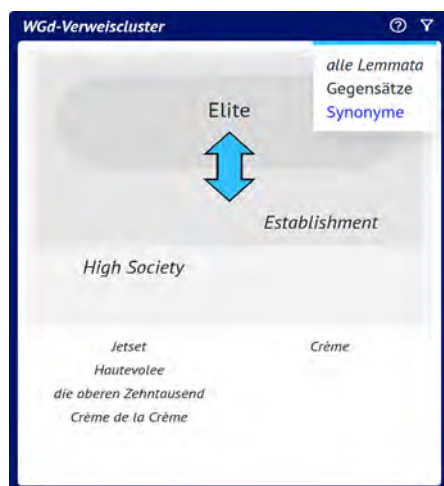 WGd-Verweiscluster
alle Lemmata
Gegensätze
Synonyme
Elite
Establishment
High Society
Jetset
Crème
Hautevolee
die oberen Zehntausend
Crème de la Crème